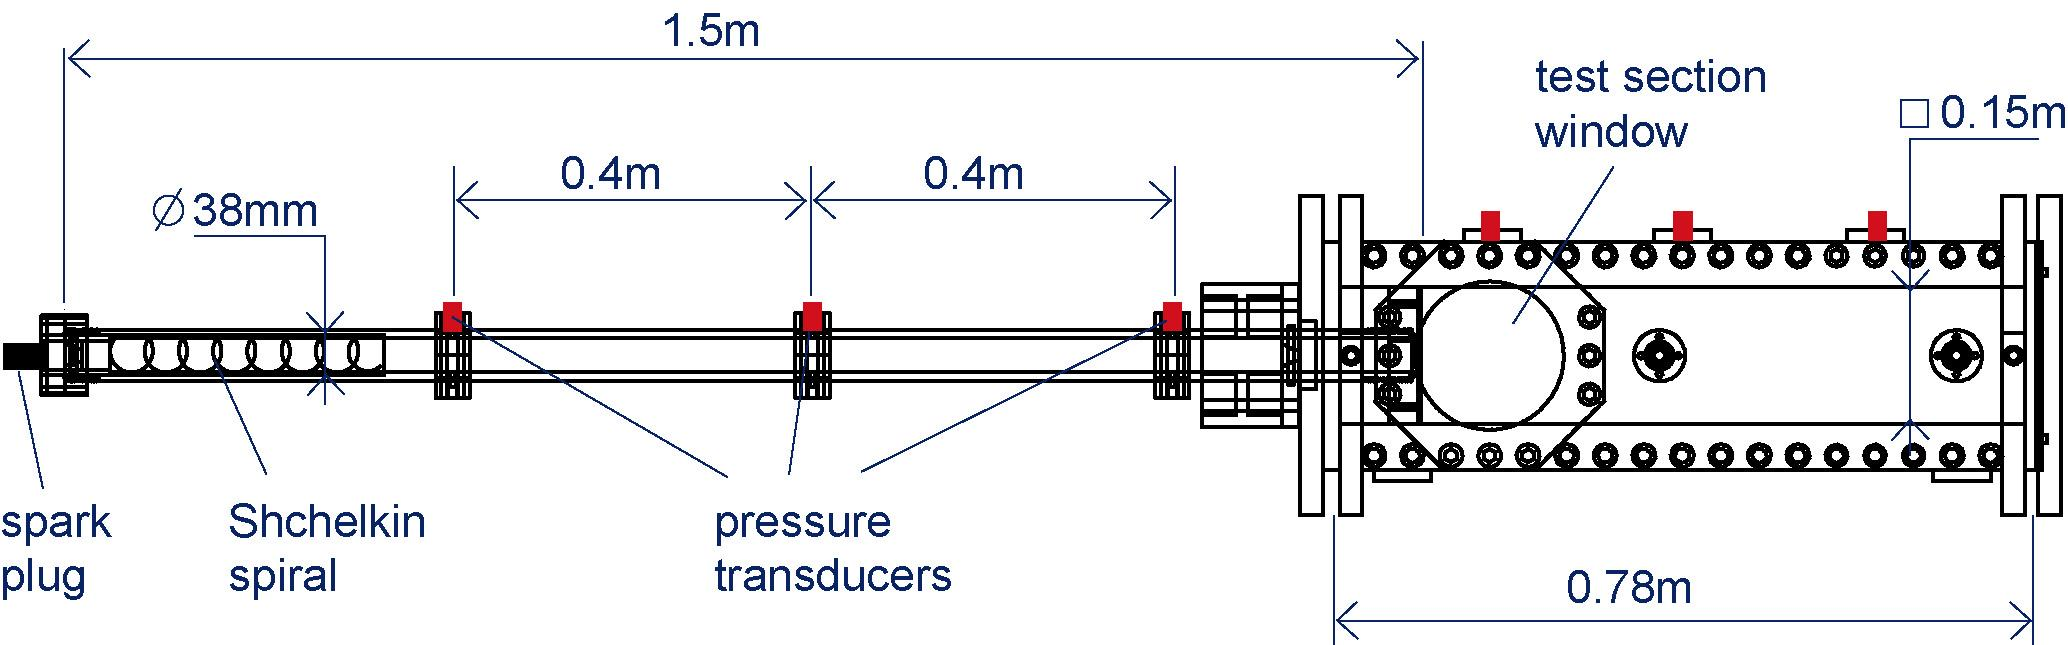 1.5m
test section
window
□ 0.15m
0.4m
0.4m
∅38mm
spark
plug
Shchelkin
spiral
pressure
transducers
0.78m